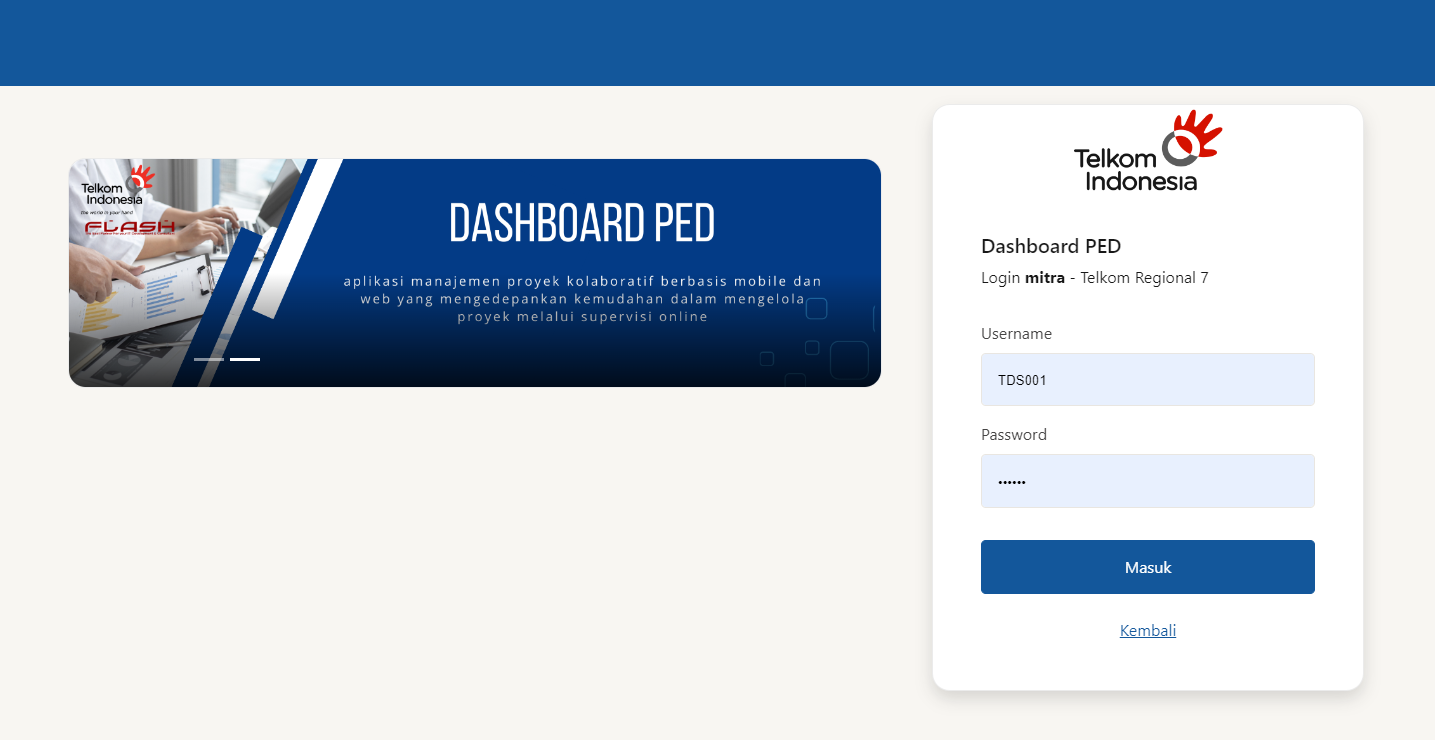 Telkom
Indonesia
the world in your hand
FLASH
DASHBOARD PED
aplikasi manajemen proyek kolaboratif berbasis mobile dan
web yang mengedepankan kemudahan dalam mengelola
proyek melalui supervisi online
Telkom
Indonesia
Dashboard PED
Login mitra - Telkom Regional 7
Username
TDS001
Password
••••••
Masuk
Kembali